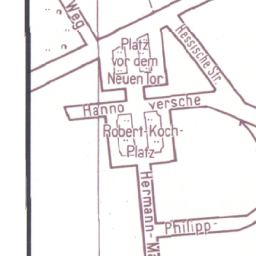 Weg
Platz
vor dem
Neuen Tor
Hessische Str.
Hanno versche
Robert-Koch-
Platz
Hermann-
Philipp-